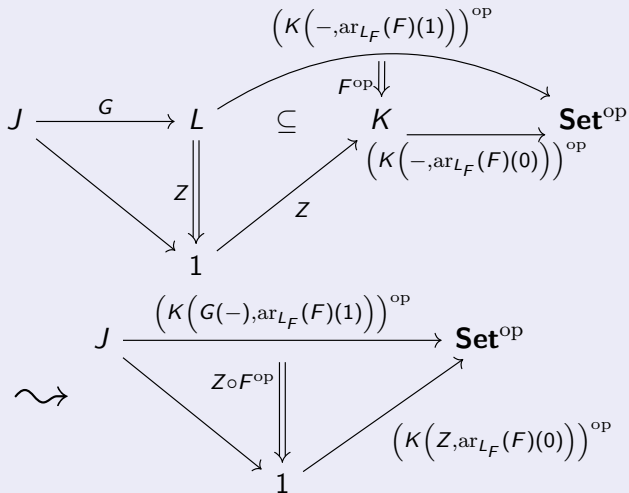 (K(−,ar_{L_F}(F)(1)))^{op}
F^{op}
J G L ⊆ K Set^{op}
(K(−,ar_{L_F}(F)(0)))^{op}
Z Z
1
(K(G(−),ar_{L_F}(F)(1)))^{op}
J Set^{op}
Z∘F^{op}
(K(Z,ar_{L_F}(F)(0)))^{op}
1